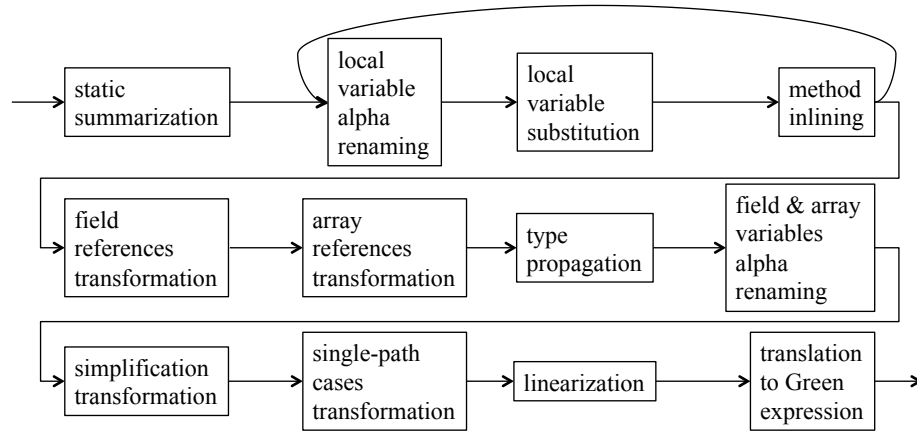 static
summarization
local
variable
alpha
renaming
local
variable
substitution
method
inlining
field
references
transformation
array
references
transformation
type
propagation
field & array
variables
alpha
renaming
simplification
transformation
single-path
cases
transformation
linearization
translation
to Green
expression